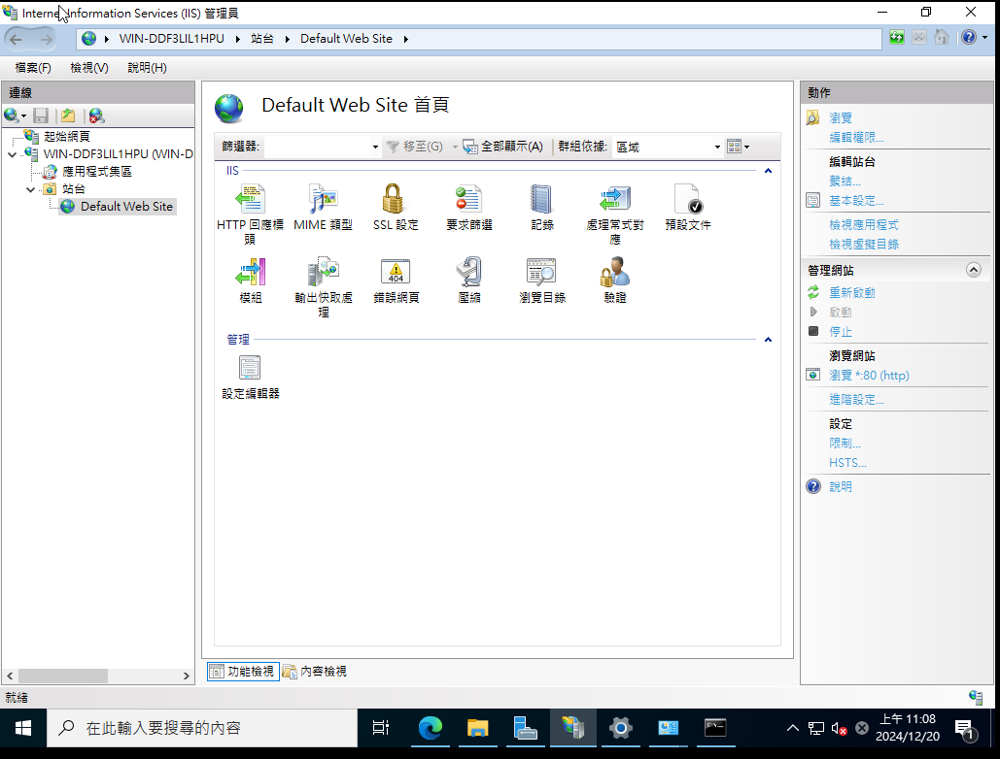 Internet Information Services (IIS) 管理員
WIN-DDF3LIL1HPU 站台 Default Web Site
檔案(F) 檢視(V) 說明(H)
連線
起始網頁
WIN-DDF3LIL1HPU (WIN-D
應用程式集區
站台
Default Web Site
Default Web Site 首頁
篩選器: 移至(G) 全部顯示(A) 群組依據: 區域
IIS
HTTP 回應標頭
MIME 類型
SSL 設定
要求篩選
記錄
處理常式對應
預設文件
模組
輸出快取處理
404
錯誤網頁
壓縮
瀏覽目錄
驗證
管理
設定編輯器
功能檢視 內容檢視
動作
瀏覽
編輯權限...
編輯站台
繫結...
基本設定...
檢視應用程式
檢視虛擬目錄
管理網站
重新啟動
啟動
停止
瀏覽網站
瀏覽 *:80 (http)
進階設定...
設定
限制...
HSTS...
說明
就緒
在此輸入要搜尋的內容
上午 11:08
2024/12/20
1